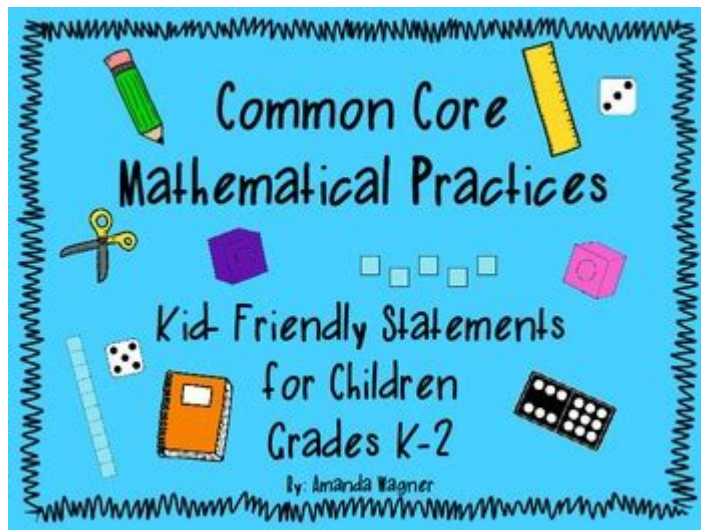 Common Core
Mathematical Practices
Kid Friendly Statements
for Children
Grades K-2
By: Amanda Wagner